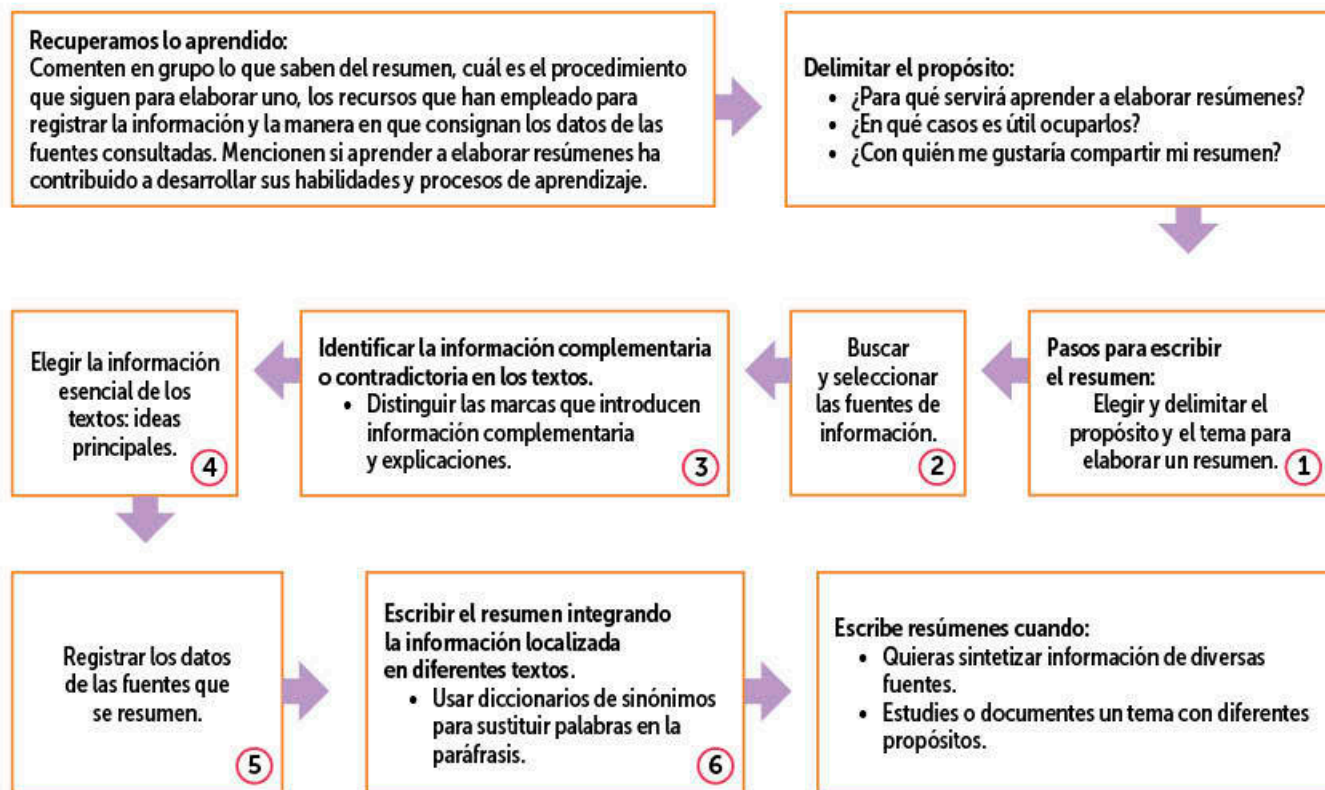 Recuperamos lo aprendido:
Comenten en grupo lo que saben del resumen, cuál es el procedimiento
que siguen para elaborar uno, los recursos que han empleado para
registrar la información y la manera en que consignan los datos de las
fuentes consultadas. Mencionen si aprender a elaborar resúmenes ha
contribuido a desarrollar sus habilidades y procesos de aprendizaje.
Delimitar el propósito:
• ¿Para qué servirá aprender a elaborar resúmenes?
• ¿En qué casos es útil ocuparlos?
• ¿Con quién me gustaría compartir mi resumen?
Pasos para escribir
el resumen:
Elegir y delimitar el
propósito y el tema para
elaborar un resumen.
1
Buscar
y seleccionar
las fuentes de
información.
2
Identificar la información complementaria
o contradictoria en los textos.
• Distinguir las marcas que introducen
información complementaria
y explicaciones.
3
Elegir la información
esencial de los
textos: ideas
principales.
4
Registrar los datos
de las fuentes que
se resumen.
5
Escribir el resumen integrando
la información localizada
en diferentes textos.
• Usar diccionarios de sinónimos
para sustituir palabras en la
paráfrasis.
6
Escribe resúmenes cuando:
• Quieras sintetizar información de diversas
fuentes.
• Estudies o documentes un tema con diferentes
propósitos.